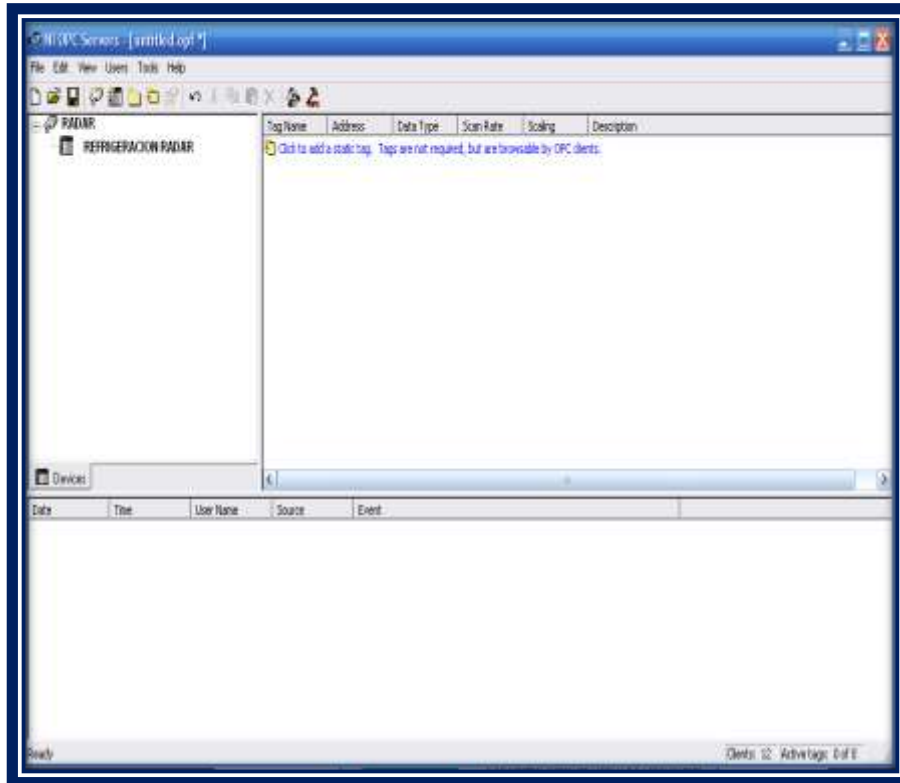 NI OPC Servers - [untitled.opf *]
File Edit View Users Tools Help
RADAR
REFRIGERACION RADAR
Tag Name Address Data Type Scan Rate Scaling Description
Click to add a static tag. Tags are not required, but are browsable by OPC clients.
Devices
Date Time User Name Source Event
Ready
Clients: 12 Active tags: 0 of 0